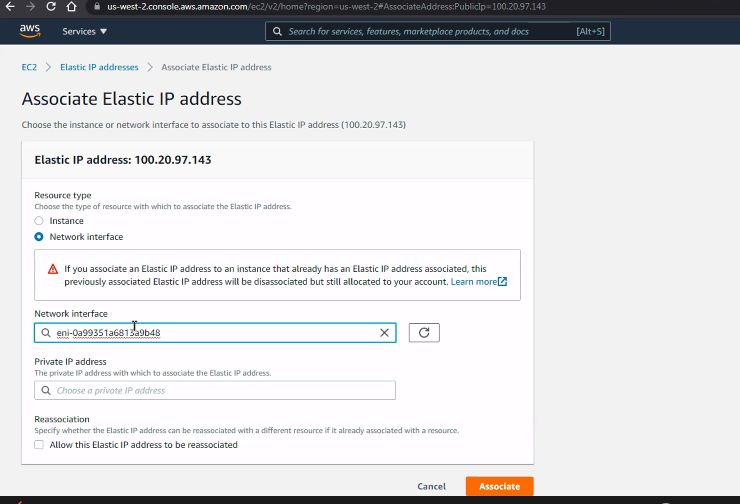 us-west-2.console.aws.amazon.com/ec2/v2/home?region=us-west-2#AssociateAddress:PublicIp=100.20.97.143
aws
Services ▼
Search for services, features, marketplace products, and docs [Alt+S]
EC2 > Elastic IP addresses > Associate Elastic IP address
Associate Elastic IP address
Choose the instance or network interface to associate to this Elastic IP address (100.20.97.143)
Elastic IP address: 100.20.97.143
Resource type
Choose the type of resource with which to associate the Elastic IP address.
Instance
Network interface
If you associate an Elastic IP address to an instance that already has an Elastic IP address associated, this
previously associated Elastic IP address will be disassociated but still allocated to your account. Learn more
Network interface
eni-0a99351a6813a9b48
Private IP address
The private IP address with which to associate the Elastic IP address.
Choose a private IP address
Reassociation
Specify whether the Elastic IP address can be reassociated with a different resource if it already associated with a resource.
Allow this Elastic IP address to be reassociated
Cancel
Associate